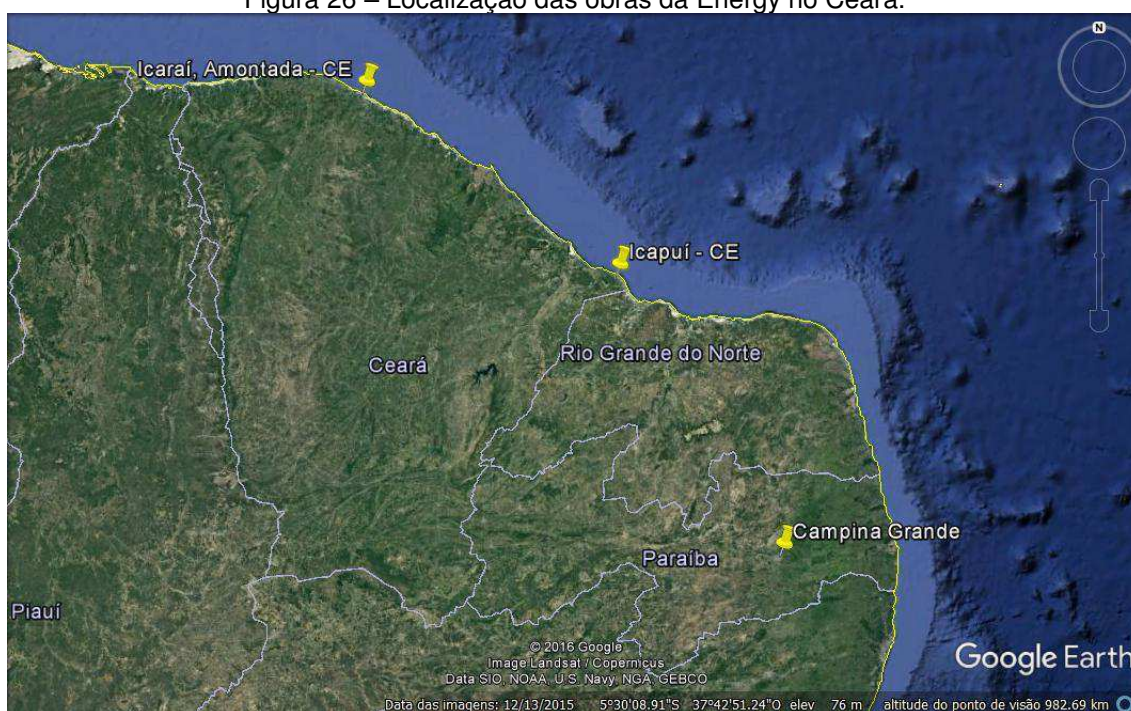 Figura 26 – Localização das obras da Energy no Ceará.
N
Icaraí, Amontada - CE
Icapuí - CE
Ceará
Rio Grande do Norte
Campina Grande
Paraíba
Piauí
© 2016 Google
Image Landsat / Copernicus
Data SIO, NOAA, U.S. Navy, NGA, GEBCO
Google Earth
Data das imagens: 12/13/2015 5°30'08.91"S 37°42'51.24"O elev 76 m altitude do ponto de visão 982.69 km